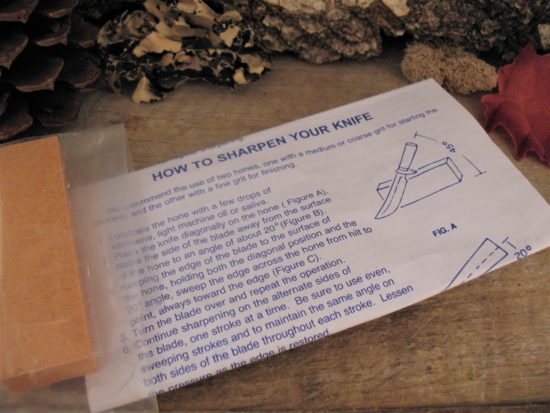 HOW TO SHARPEN YOUR KNIFE
We recommend the use of two hones, one with a medium or coarse grit for starting the
process, and the other with a fine grit for finishing.
Lubricate the hone with a few drops of
kerosene, light machine oil or saliva.
Place the knife diagonally on the hone ( Figure A).
Raise the side of the blade away from the surface
of the hone to an angle of about 20° (Figure B).
Keeping the edge of the blade to the surface of
the hone, holding both the diagonal position and the
20° angle, sweep the edge across the hone from hilt to
point, always toward the edge (Figure C).
5. Turn the blade over and repeat the operation.
6. Continue sharpening on the alternate sides of
the blade, one stroke at a time. Be sure to use even,
sweeping strokes and to maintain the same angle on
both sides of the blade throughout each stroke. Lessen
the pressure as the edge is restored.
45°
FIG. A
20°